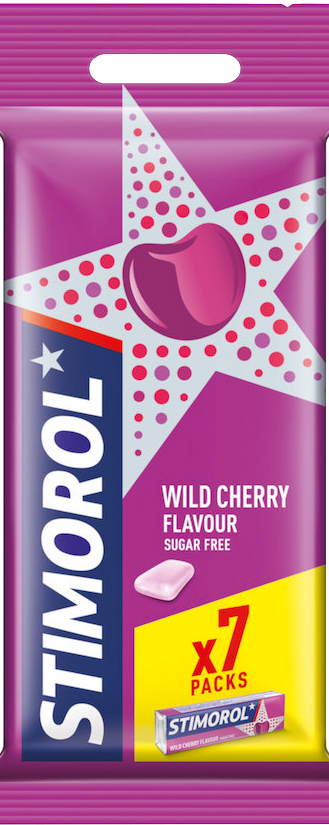 STIMOROL
WILD CHERRY
FLAVOUR
SUGAR FREE
x7
PACKS
STIMOROL
WILD CHERRY FLAVOUR